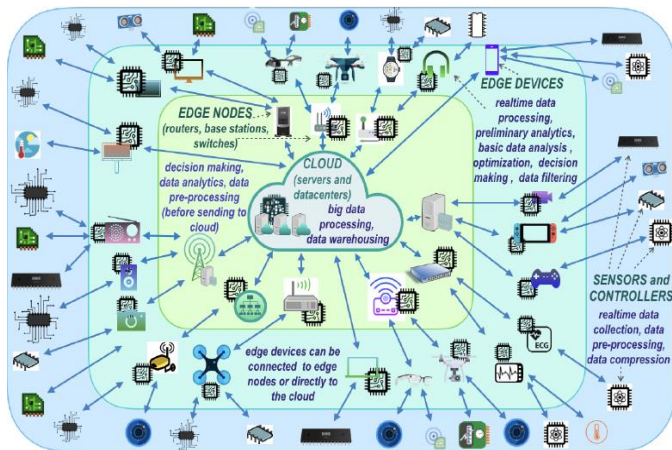 EDGE NODES
(routers, base stations,
switches)
decision making,
data analytics, data
pre-processing
(before sending to
cloud)
CLOUD
(servers and
datacenters)
big data
processing,
data warehousing
EDGE DEVICES
realtime data
processing,
preliminary analytics,
basic data analysis ,
optimization, decision
making , data filtering
SENSORS and
CONTROLLERS
realtime data
collection, data
pre-processing,
data compression
ECG
edge devices can be
connected to edge
nodes or directly to
the cloud